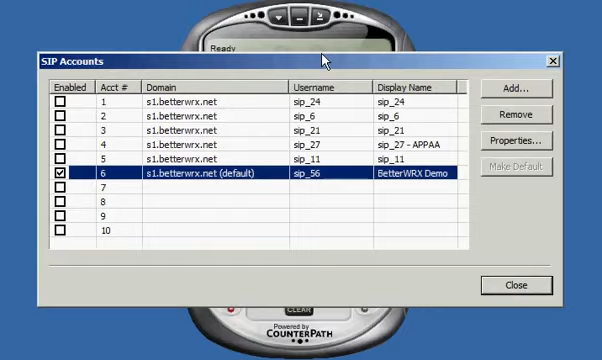 Ready
SIP Accounts
Enabled Acct # Domain Username Display Name
1 s1.betterwrx.net sip_24 sip_24
2 s1.betterwrx.net sip_6 sip_6
3 s1.betterwrx.net sip_21 sip_21
4 s1.betterwrx.net sip_27 sip_27 - APPAA
5 s1.betterwrx.net sip_11 sip_11
6 s1.betterwrx.net (default) sip_56 BetterWRX Demo
7
8
9
10
Add...
Remove
Properties...
Make Default
Close
CLEAR
Powered by
COUNTERPATH